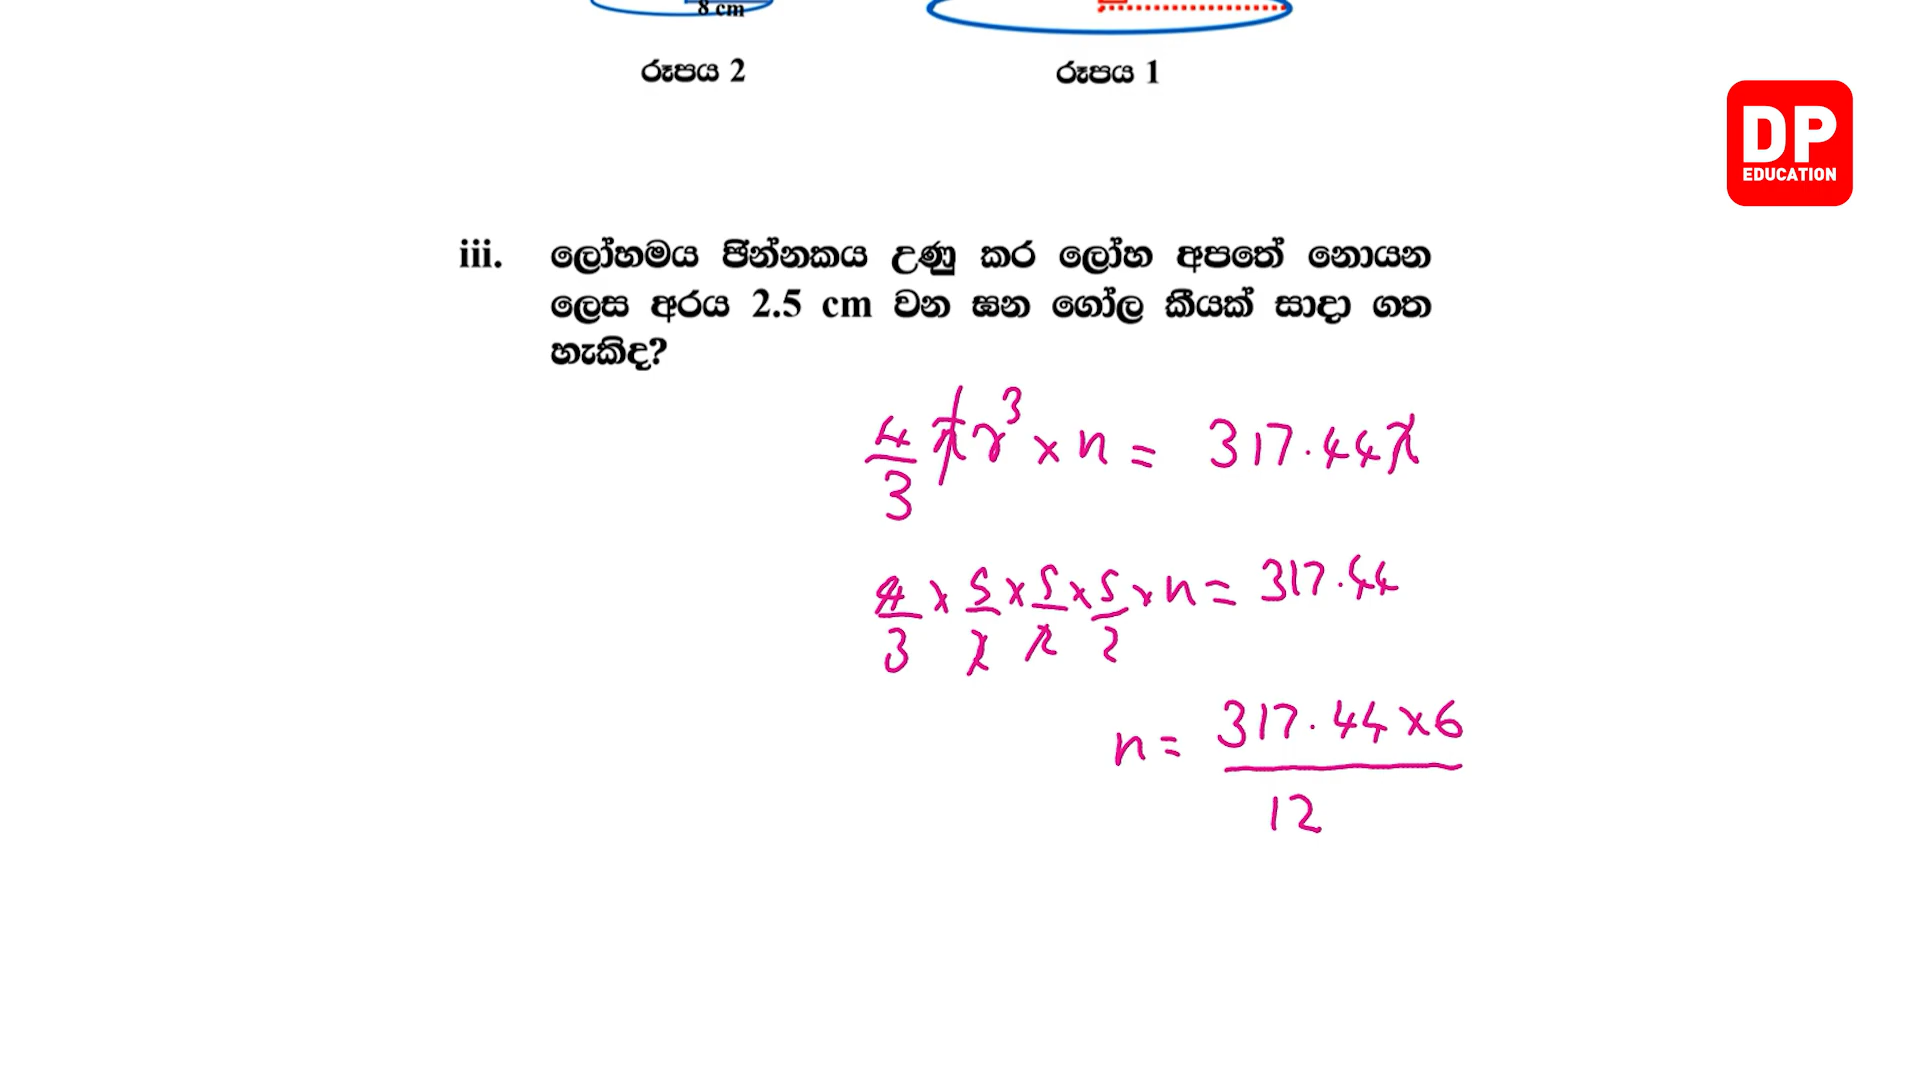 8 cm
රූපය 2
රූපය 1
DP
EDUCATION
iii. ලෝහමය ජින්නකය උණු කර ලෝහ අපතේ නොයන
ලෙස අරය 2.5 cm වන ඝන ගෝල කීයක් සාදා ගත
හැකිද?
4/3 πr³ × n = 317.44π
4/3 × 5/2 × 5/2 × 5/2 × n = 317.44
n = 317.44 × 6 / 12